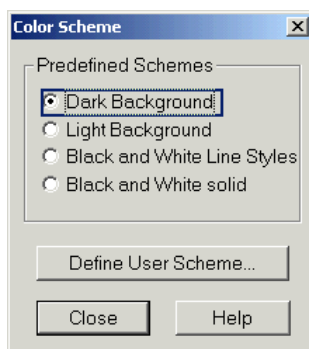 Color Scheme
Predefined Schemes
Dark Background
Light Background
Black and White Line Styles
Black and White solid
Define User Scheme...
Close
Help